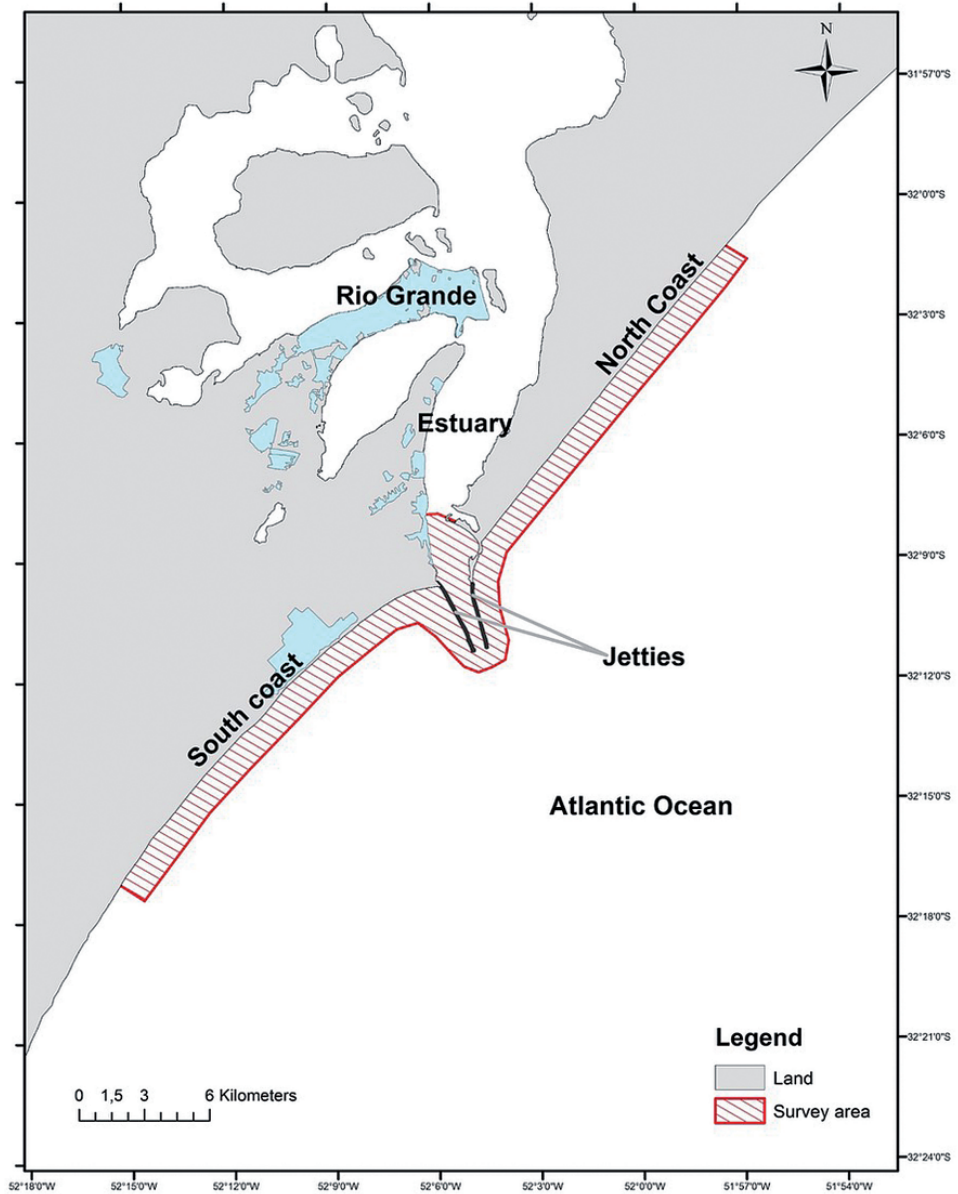 N
31°57'0"S
32°0'0"S
North Coast
Rio Grande
32°3'0"S
Estuary
32°6'0"S
32°9'0"S
Jetties
32°12'0"S
South coast
Atlantic Ocean
32°15'0"S
32°18'0"S
32°21'0"S
Legend
Land
Survey area
0 1,5 3 6 Kilometers
32°24'0"S
52°18'0"W 52°15'0"W 52°12'0"W 52°9'0"W 52°6'0"W 52°3'0"W 52°0'0"W 51°57'0"W 51°54'0"W